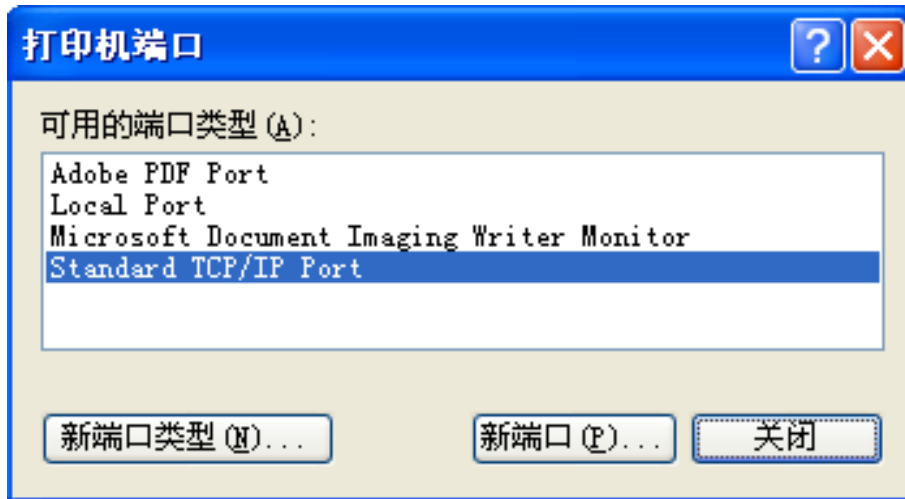 打印机端口
可用的端口类型(A):
Adobe PDF Port
Local Port
Microsoft Document Imaging Writer Monitor
Standard TCP/IP Port
新端口类型(N)... 新端口(P)... 关闭